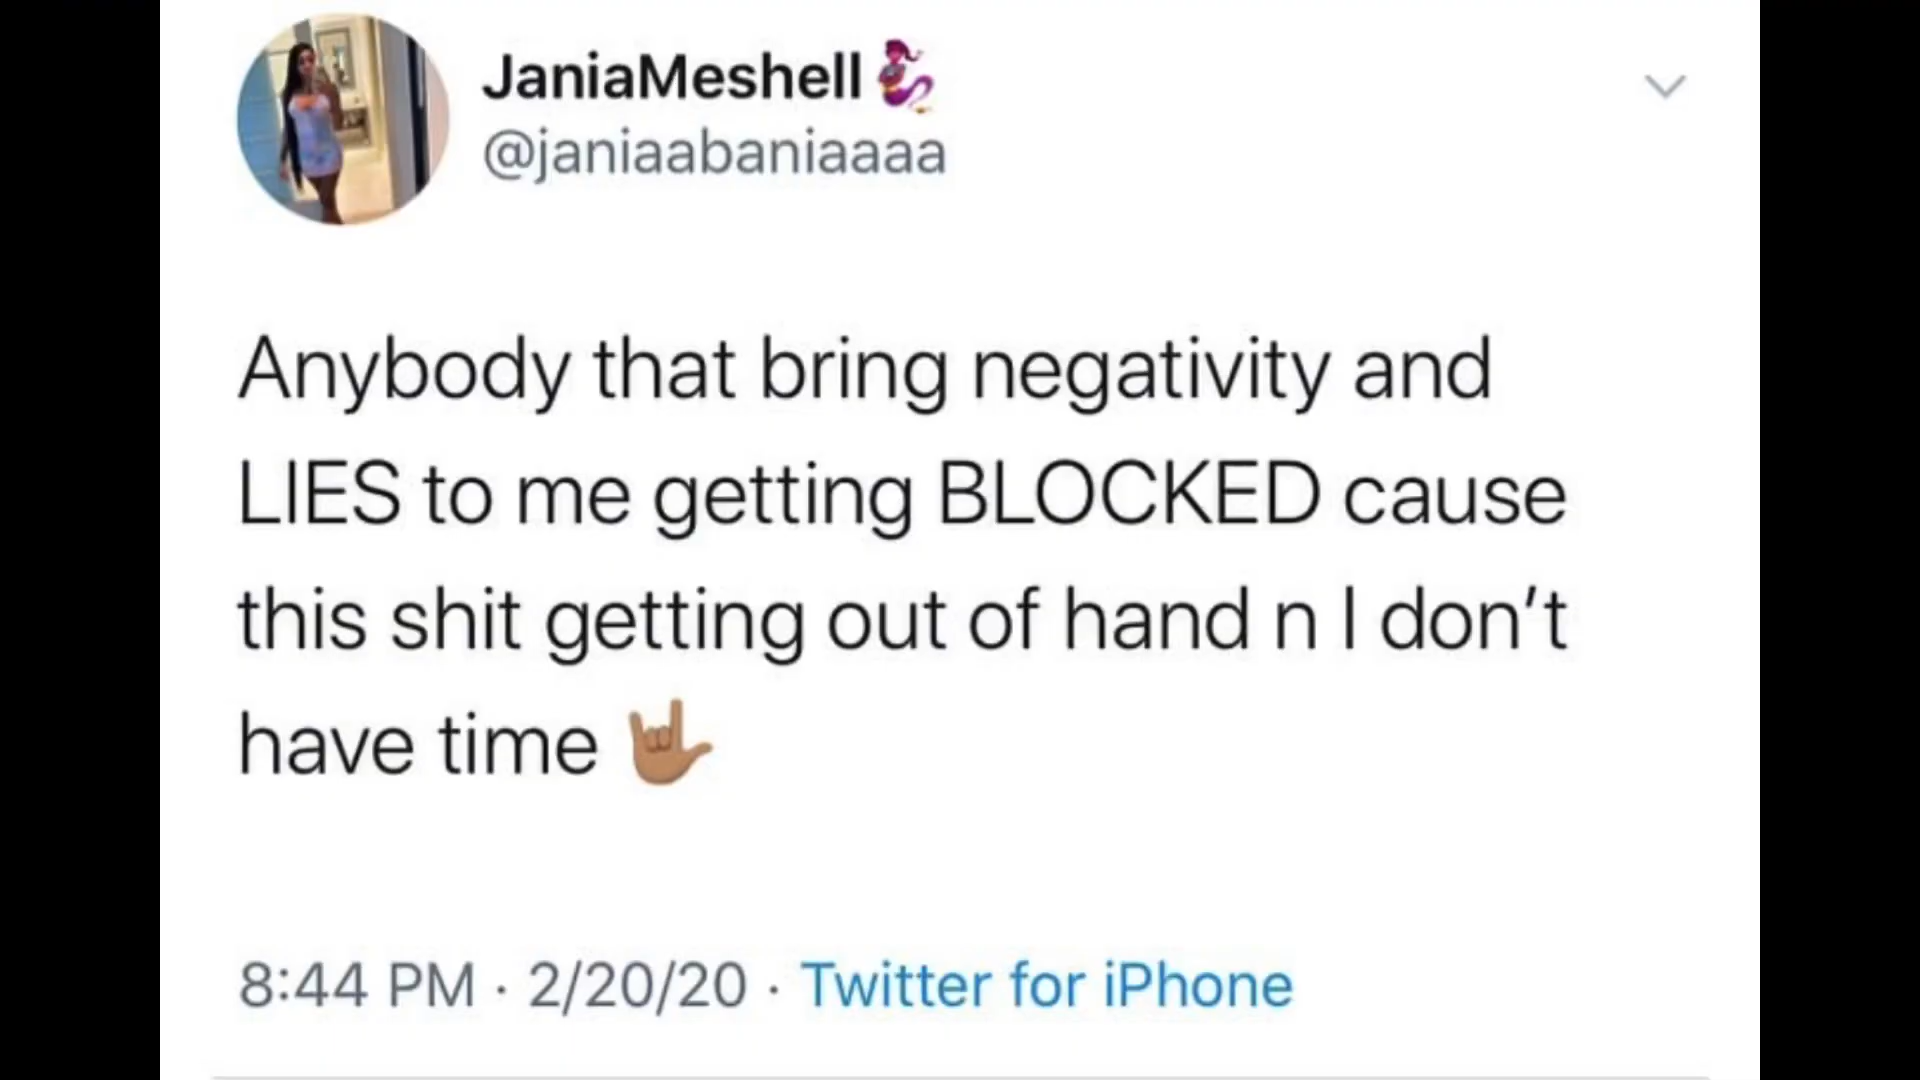 JaniaMeshell🧞‍♀️
@janiaabaniaaaa
Anybody that bring negativity and
LIES to me getting BLOCKED cause
this shit getting out of hand n I don’t
have time 🤟🏽
8:44 PM · 2/20/20 · Twitter for iPhone